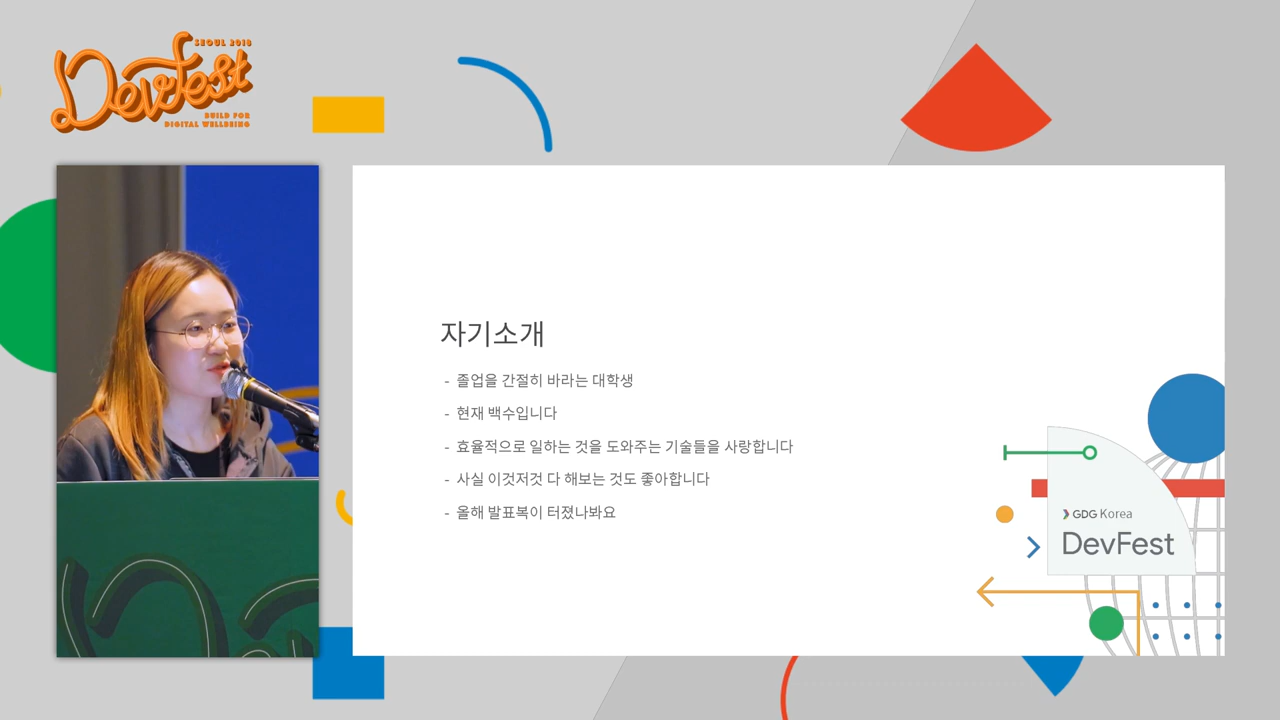 SEOUL 2018
DevFest
BUILD FOR
DIGITAL WELLBEING
자기소개
- 졸업을 간절히 바라는 대학생
- 현재 백수입니다
- 효율적으로 일하는 것을 도와주는 기술들을 사랑합니다
- 사실 이것저것 다 해보는 것도 좋아합니다
- 올해 발표복이 터졌나봐요
GDG Korea
DevFest